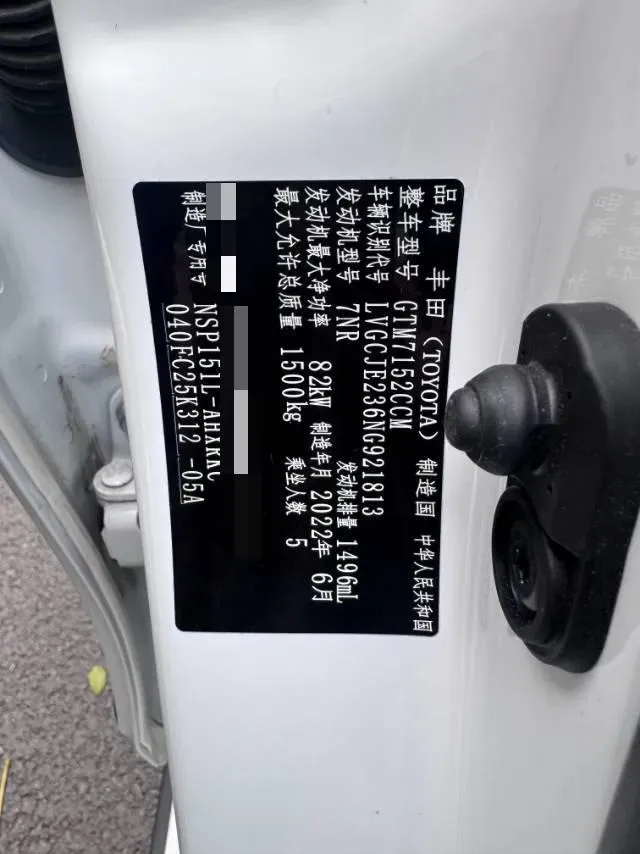 品牌 丰田（TOYOTA） 制造国 中华人民共和国
整车型号 GTM7152CCM
车辆识别代号 LVGCJE236NG921813
发动机型号 7NR 发动机排量 1496mL
发动机最大净功率 82kW 制造年月 2022年 6月
最大允许总质量 1500kg 乘坐人数 5
制造厂专用号 NSP151L-AHXRKC
040FC25K312 -05A